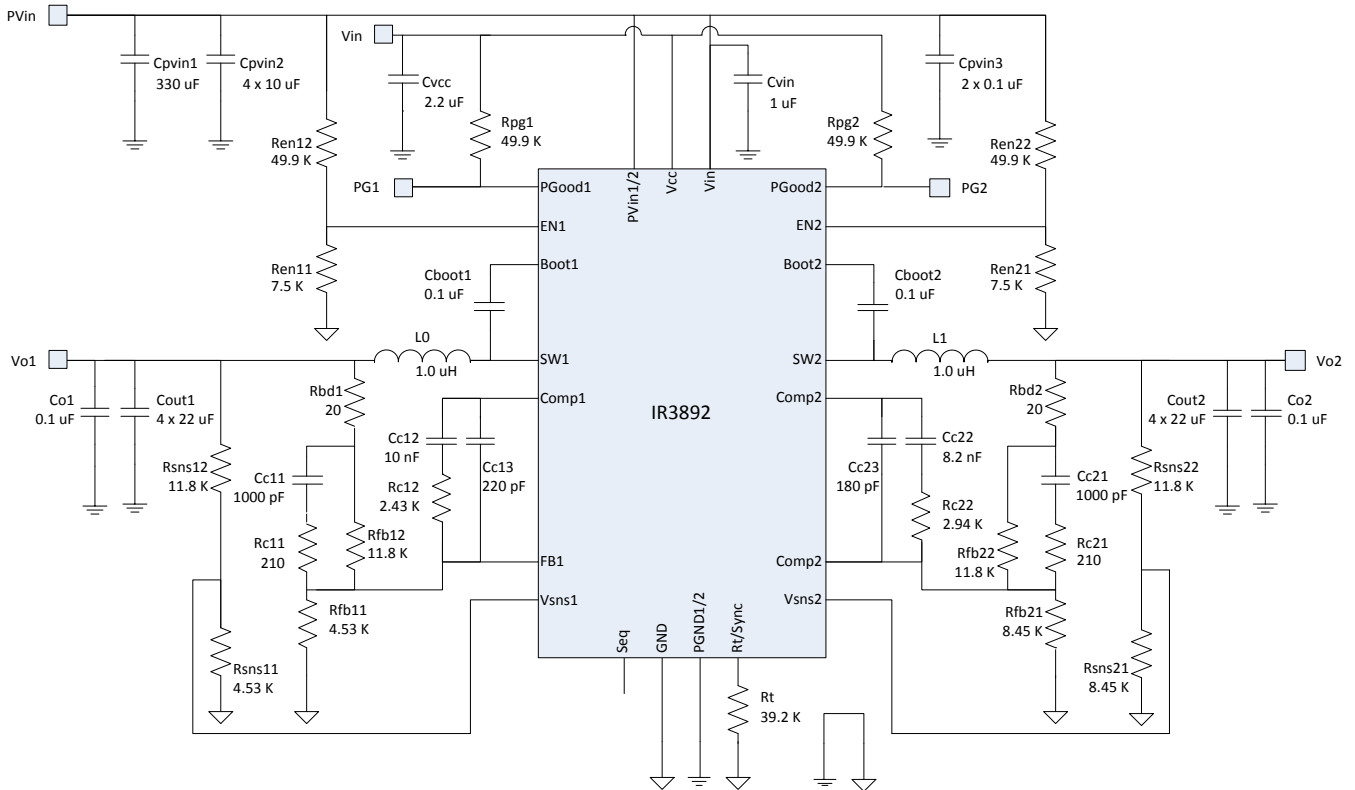 PVin
Vin
Cpvin1
330 uF
Cpvin2
4 x 10 uF
Cvcc
2.2 uF
Cvin
1 uF
Cpvin3
2 x 0.1 uF
Ren12
49.9 K
Rpg1
49.9 K
Rpg2
49.9 K
Ren22
49.9 K
PG1
PGood1
PVin1/2
Vcc
Vin
PGood2
PG2
EN1
EN2
Ren11
7.5 K
Cboot1
0.1 uF
Boot1
Boot2
Cboot2
0.1 uF
Ren21
7.5 K
Vo1
L0
1.0 uH
SW1
SW2
L1
1.0 uH
Vo2
IR3892
Co1
0.1 uF
Cout1
4 x 22 uF
Rbd1
20
Comp1
Comp2
Rbd2
20
Cout2
4 x 22 uF
Co2
0.1 uF
Rsns12
11.8 K
Cc11
1000 pF
Cc12
10 nF
Cc13
220 pF
Rc12
2.43 K
Cc23
180 pF
Cc22
8.2 nF
Rc22
2.94 K
Cc21
1000 pF
Rsns22
11.8 K
Rc11
210
Rfb12
11.8 K
FB1
Comp2
Rfb22
11.8 K
Rc21
210
Rfb11
4.53 K
Vsns1
Vsns2
Rfb21
8.45 K
Rsns11
4.53 K
Seq
GND
PGND1/2
Rt/Sync
Rsns21
8.45 K
Rt
39.2 K